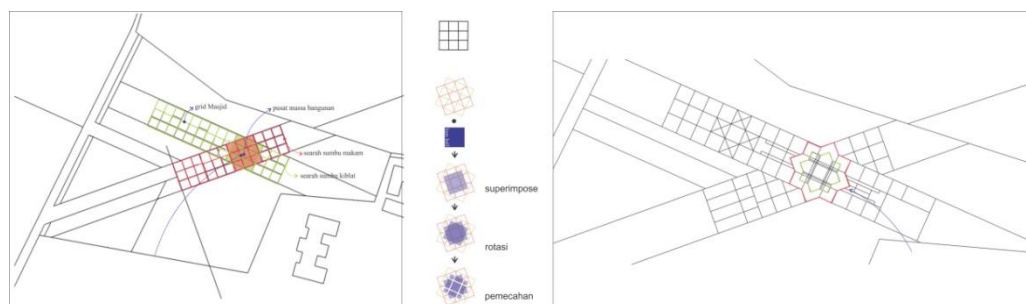 grid Masjid
pusat massa bangunan
searah sumbu makam
searah sumbu kiblat
superimpose
rotasi
pemecahan